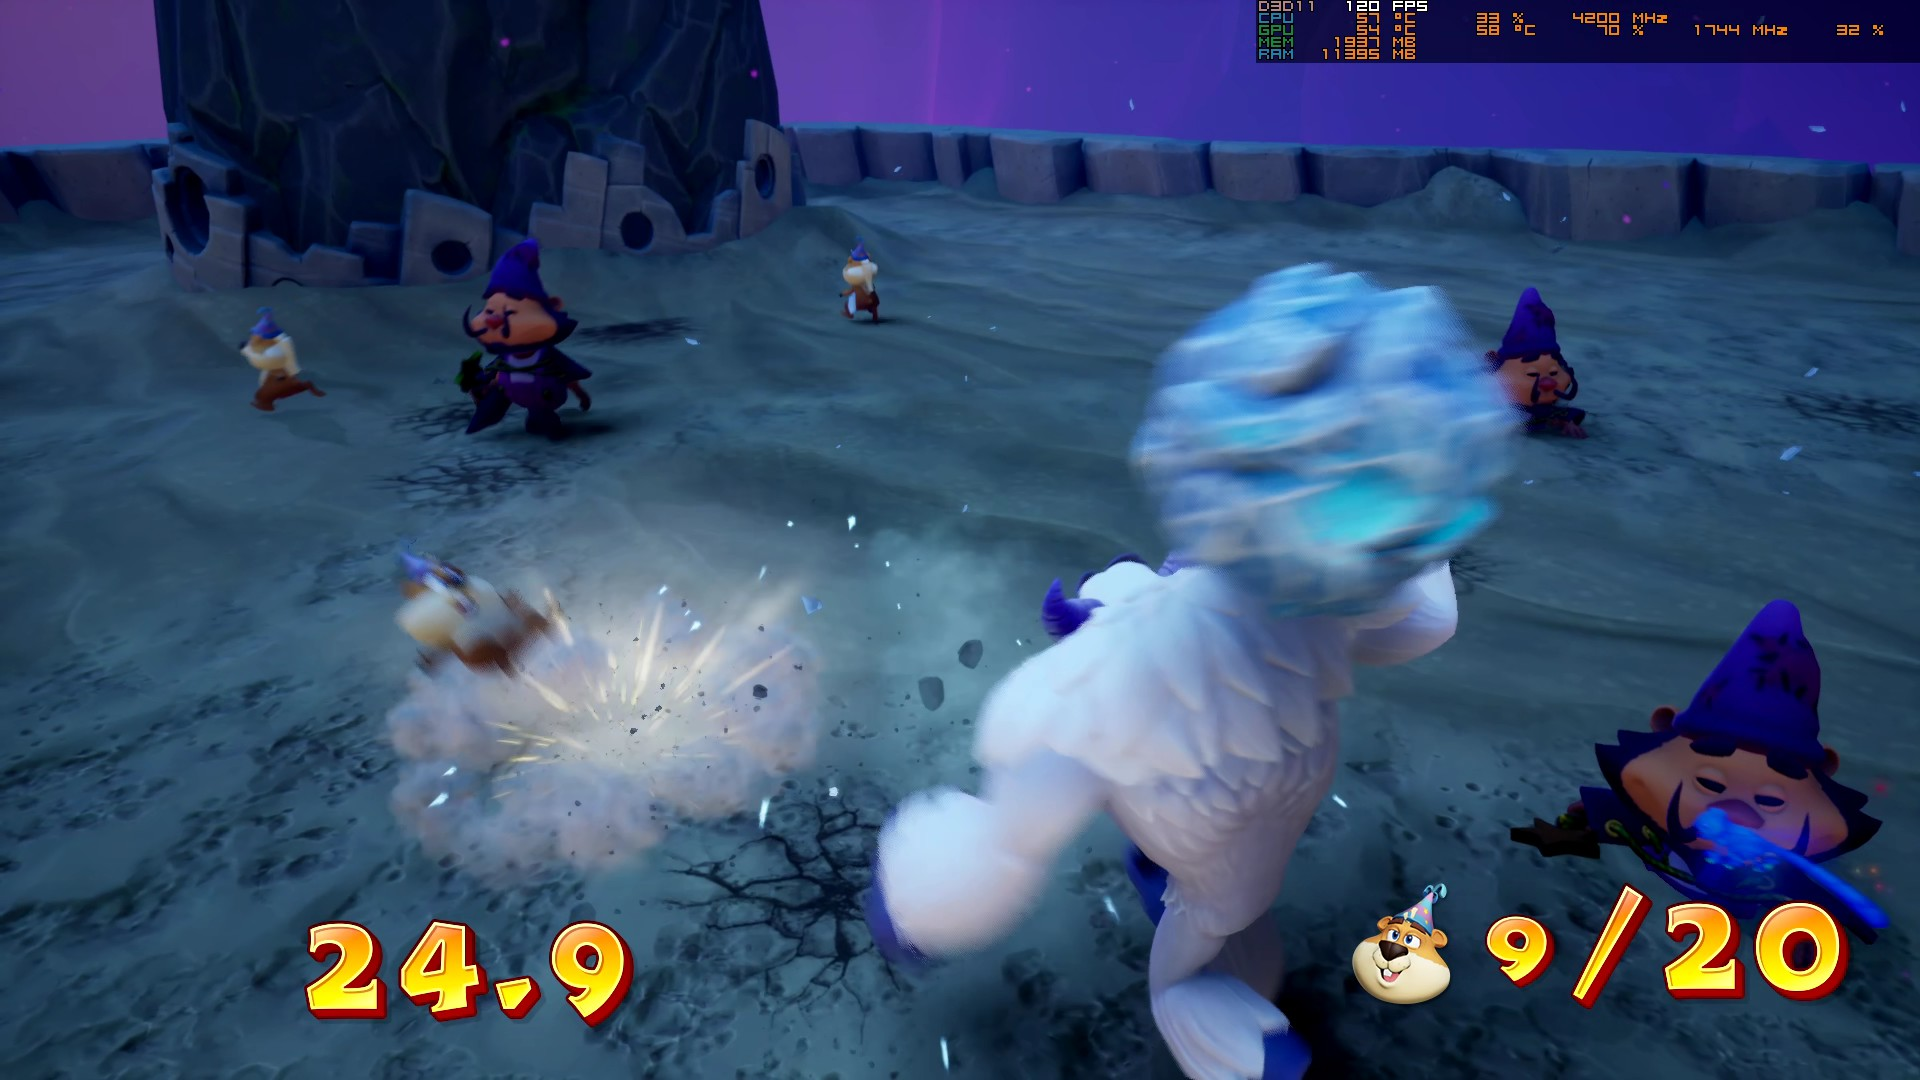 D3D11 120 FPS
CPU 57 °C 33 % 4200 MHz
GPU 54 °C 58 °C 70 % 1744 MHz 32 %
MEM 1937 MB
RAM 11395 MB
24.9
9/20